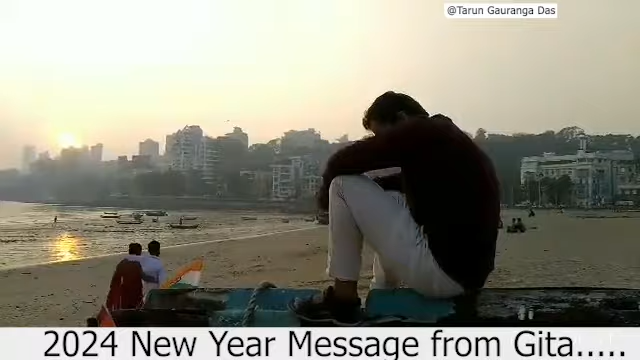 @Tarun Gauranga Das
2024 New Year Message from Gita.....